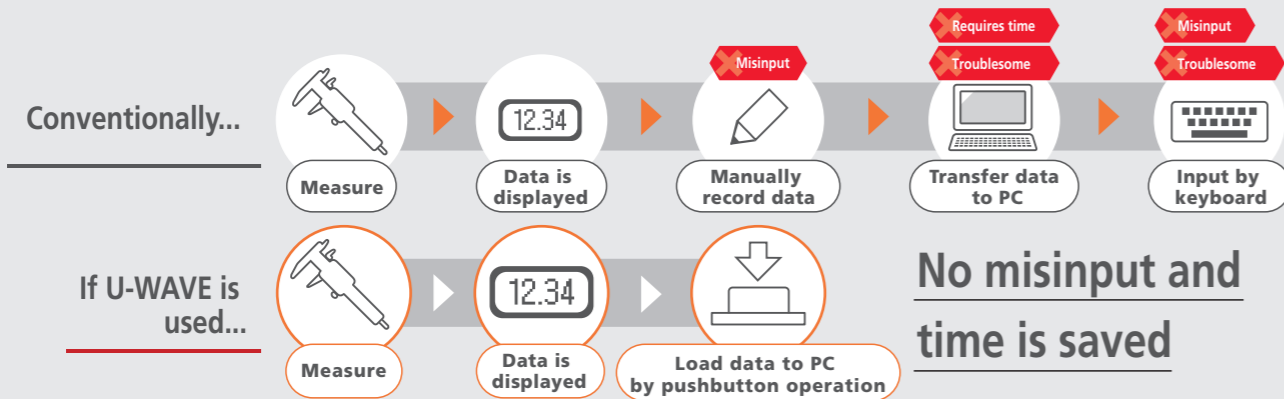 Requires time
Misinput
Misinput
Troublesome
Troublesome
Conventionally...
12.34
Measure
Data is
displayed
Manually
record data
Transfer data
to PC
Input by
keyboard
If U-WAVE is
used...
12.34
No misinput and
time is saved
Measure
Data is
displayed
Load data to PC
by pushbutton operation